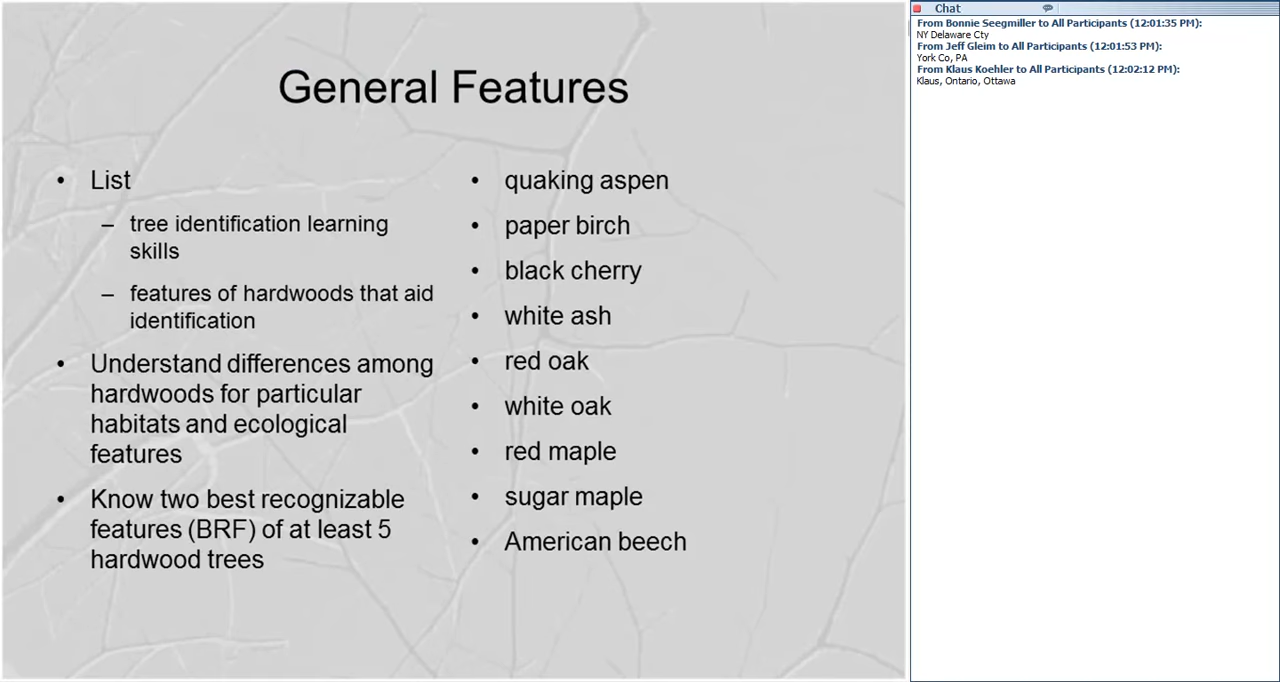 General Features
• List
– tree identification learning
skills
– features of hardwoods that aid
identification
• Understand differences among
hardwoods for particular
habitats and ecological
features
• Know two best recognizable
features (BRF) of at least 5
hardwood trees
• quaking aspen
• paper birch
• black cherry
• white ash
• red oak
• white oak
• red maple
• sugar maple
• American beech
Chat
From Bonnie Seegmiller to All Participants (12:01:35 PM):
NY Delaware Cty
From Jeff Gleim to All Participants (12:01:53 PM):
York Co, PA
From Klaus Koehler to All Participants (12:02:12 PM):
Klaus, Ontario, Ottawa